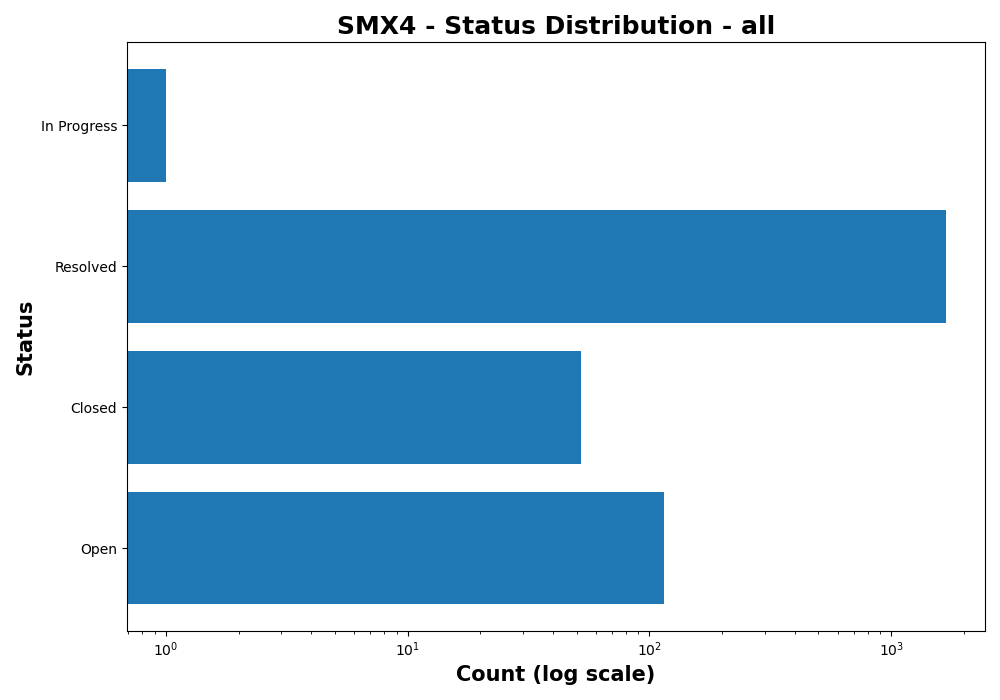 SMX4 - Status Distribution - all
Status
In Progress
Resolved
Closed
Open
10⁰ 10¹ 10² 10³
Count (log scale)